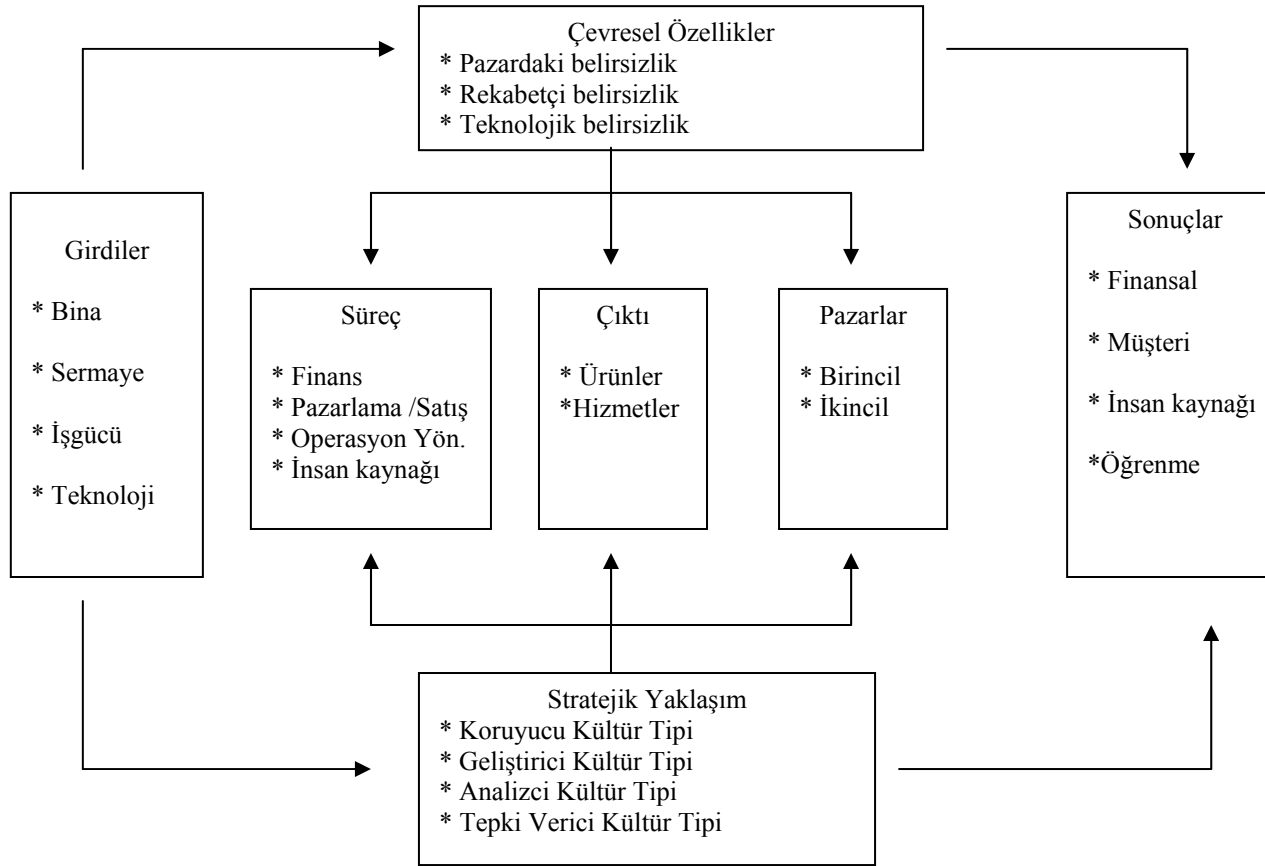 Çevresel Özellikler
* Pazardaki belirsizlik
* Rekabetçi belirsizlik
* Teknolojik belirsizlik
Girdiler
* Bina
* Sermaye
* İşgücü
* Teknoloji
Süreç
* Finans
* Pazarlama /Satış
* Operasyon Yön.
* İnsan kaynağı
Çıktı
* Ürünler
*Hizmetler
Pazarlar
* Birincil
* İkincil
Sonuçlar
* Finansal
* Müşteri
* İnsan kaynağı
*Öğrenme
Stratejik Yaklaşım
* Koruyucu Kültür Tipi
* Geliştirici Kültür Tipi
* Analizci Kültür Tipi
* Tepki Verici Kültür Tipi